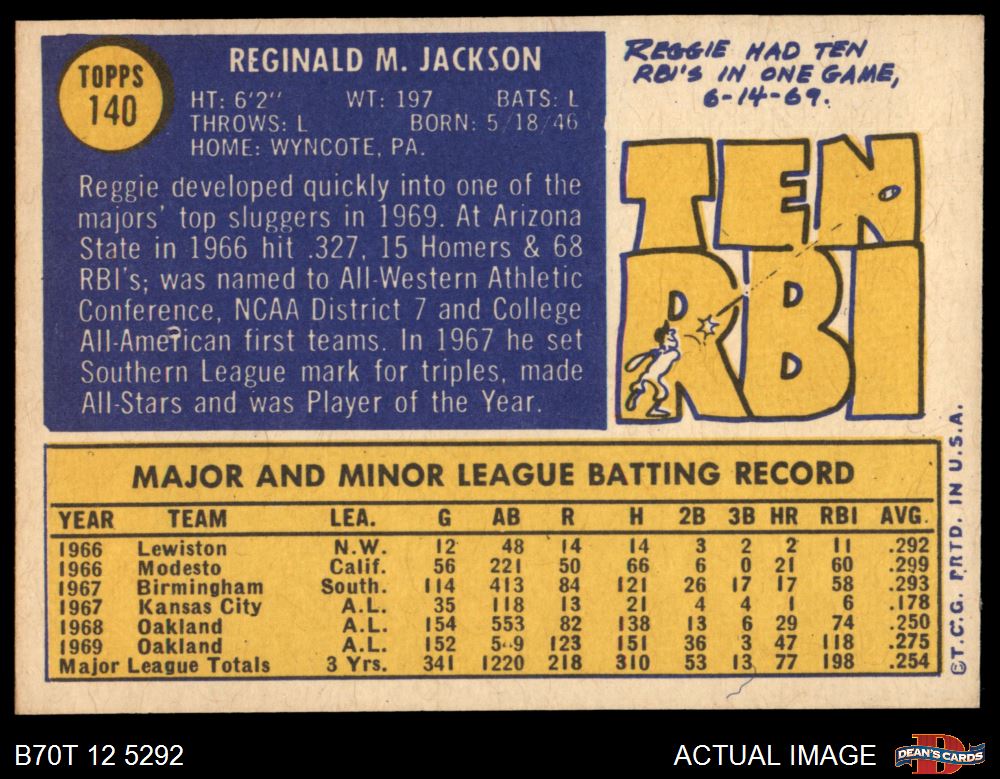 TOPPS
140
REGINALD M. JACKSON
HT: 6'2" WT: 197 BATS: L
THROWS: L BORN: 5/18/46
HOME: WYNCOTE, PA.
Reggie developed quickly into one of the
majors' top sluggers in 1969. At Arizona
State in 1966 hit .327, 15 Homers & 68
RBI's; was named to All-Western Athletic
Conference, NCAA District 7 and College
All-American first teams. In 1967 he set
Southern League mark for triples, made
All-Stars and was Player of the Year.
REGGIE HAD TEN
RBI'S IN ONE GAME,
6-14-69.
TEN
RBI
MAJOR AND MINOR LEAGUE BATTING RECORD
YEAR TEAM LEA. G AB R H 2B 3B HR RBI AVG.
1966 Lewiston N.W. 12 48 14 14 3 2 2 11 .292
1966 Modesto Calif. 56 221 50 66 6 0 21 60 .299
1967 Birmingham South. 114 413 84 121 26 17 17 58 .293
1967 Kansas City A.L. 35 118 13 21 4 4 1 6 .178
1968 Oakland A.L. 154 553 82 138 13 6 29 74 .250
1969 Oakland A.L. 152 123 151 36 3 47 118 .275
Major League Totals 3 Yrs. 341 1220 218 310 53 13 77 198 .254
©T.C.G. PRTD. IN U.S.A.
B70T 12 5292
ACTUAL IMAGE
DEAN'S CARDS